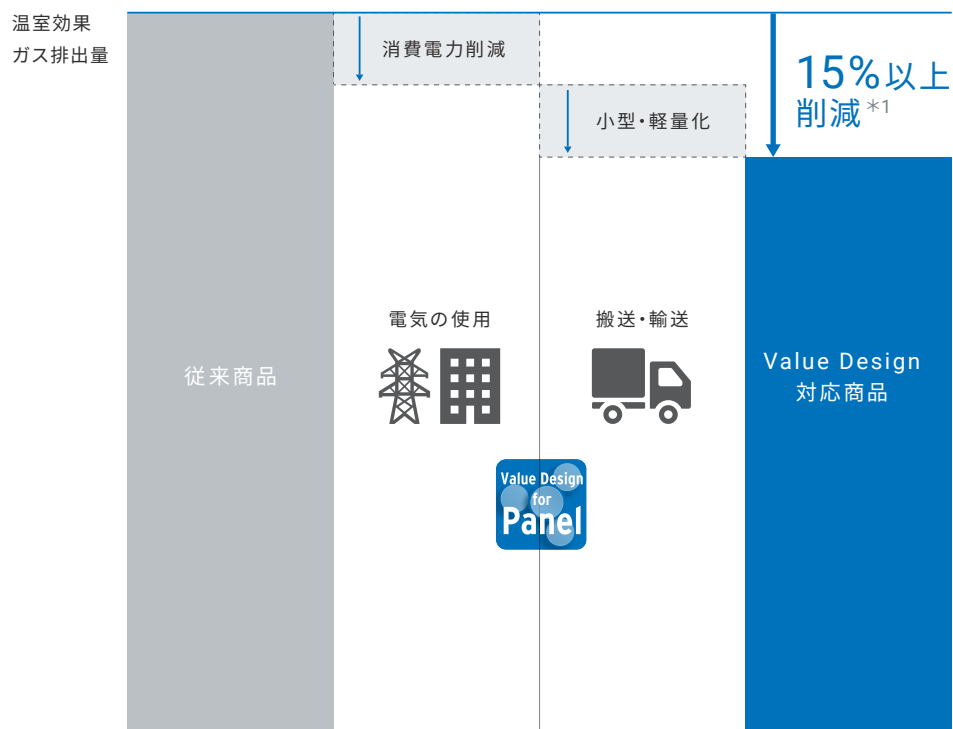 温室効果
ガス排出量
消費電力削減
小型・軽量化
15%以上
削減*1
電気の使用
搬送・輸送
従来商品
Value Design
対応商品
Value Design
for
Panel